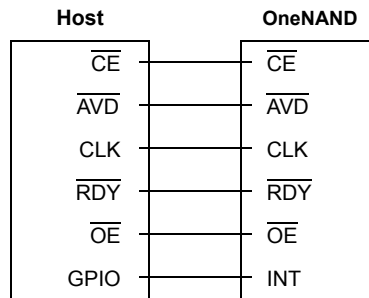 Host OneNAND
CE CE
AVD AVD
CLK CLK
RDY RDY
OE OE
GPIO INT